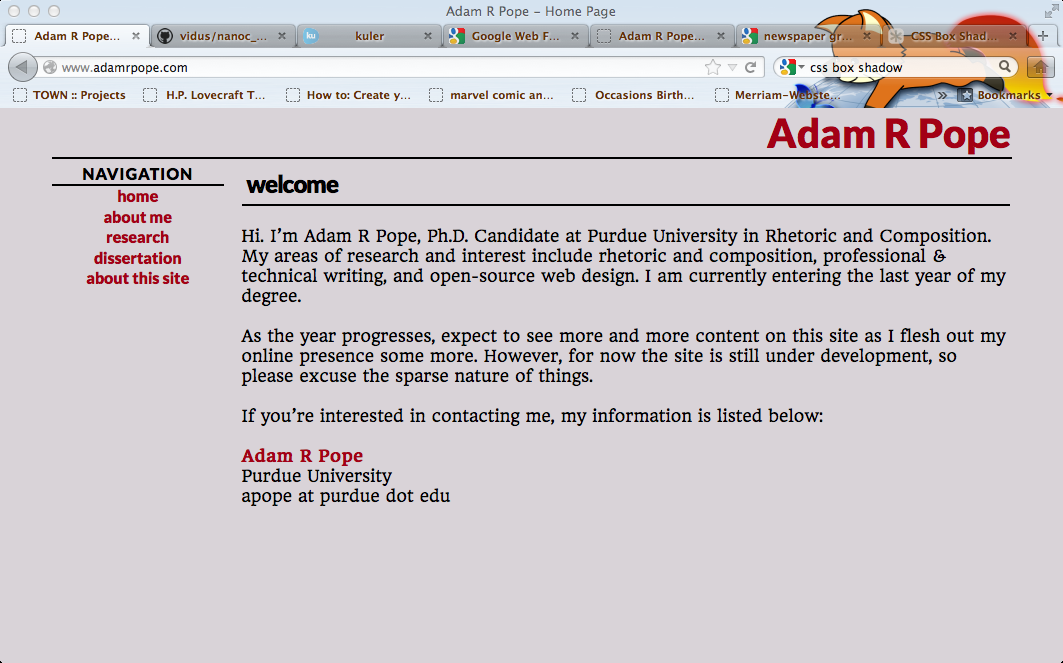 Adam R Pope – Home Page
Adam R Pope... vidus/nanoc_... ku kuler Google Web F... Adam R Pope... newspaper gr... CSS Box Shad...
www.adamrpope.com css box shadow
TOWN :: Projects H.P. Lovecraft T... How to: Create y... marvel comic an... Occasions Birth... Merriam-Webste... » Bookmarks
Adam R Pope
NAVIGATION
home
about me
research
dissertation
about this site
welcome
Hi. I'm Adam R Pope, Ph.D. Candidate at Purdue University in Rhetoric and Composition.
My areas of research and interest include rhetoric and composition, professional &
technical writing, and open-source web design. I am currently entering the last year of my
degree.
As the year progresses, expect to see more and more content on this site as I flesh out my
online presence some more. However, for now the site is still under development, so
please excuse the sparse nature of things.
If you're interested in contacting me, my information is listed below:
Adam R Pope
Purdue University
apope at purdue dot edu